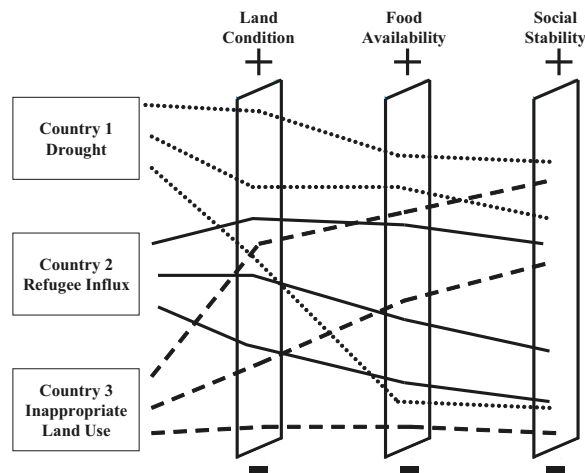 Land
Condition
Food
Availability
Social
Stability
+
+
+
Country 1
Drought
Country 2
Refugee Influx
Country 3
Inappropriate
Land Use
-
-
-